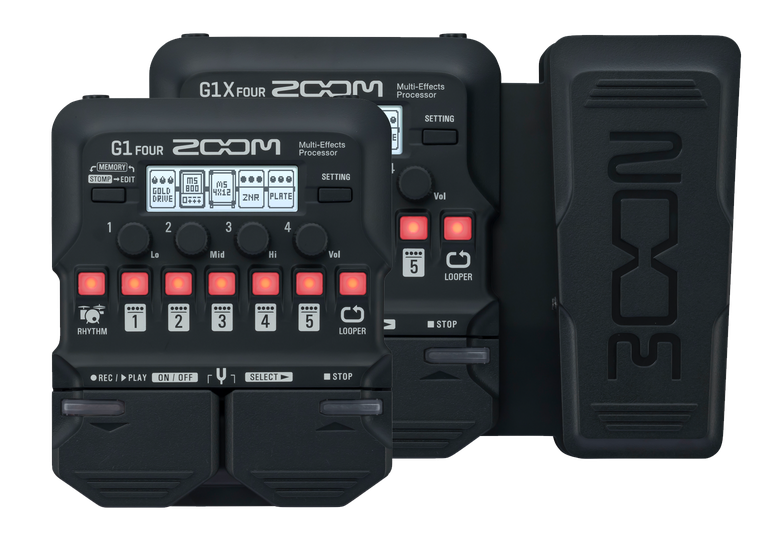 G1X FOUR ZOOM Multi-Effects
Processor
SETTING
Vol
5
LOOPER
STOP
G1 FOUR ZOOM Multi-Effects
Processor
MEMORY
STOMP EDIT
SETTING
GOLD
DRIVE
MS
800
MS
4X12
ZNR
PLATE
1 2 3 4
Lo Mid Hi Vol
RHYTHM 1 2 3 4 5 LOOPER
REC / PLAY ON / OFF SELECT STOP
ZOOM